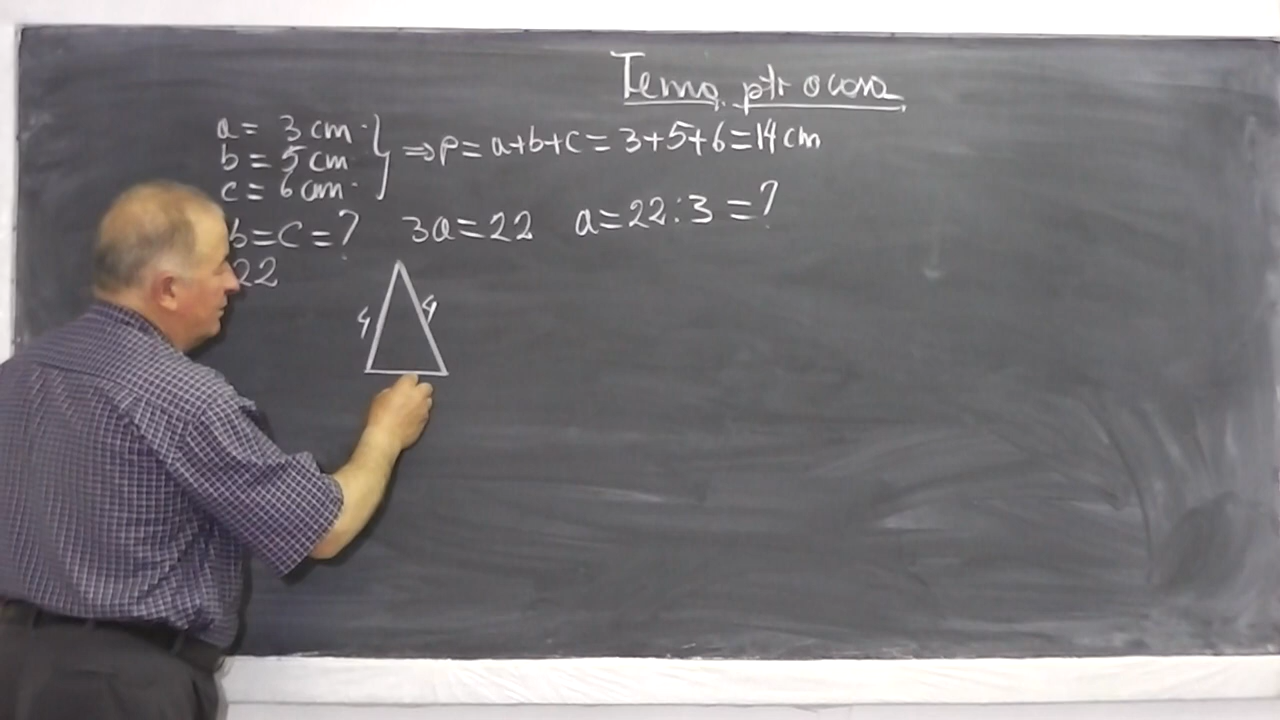 Tema ptr acasa
a = 3 cm
b = 5 cm
c = 6 cm
⇒ P = a+b+c = 3+5+6 = 14 cm
b = c = ? 3a = 22 a = 22 : 3 = ?
22
4 4